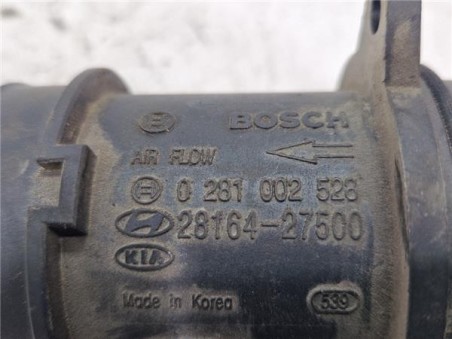 BOSCH
AIR FLOW
0 281 002 528
28164-27500
KIA
Made in Korea 539